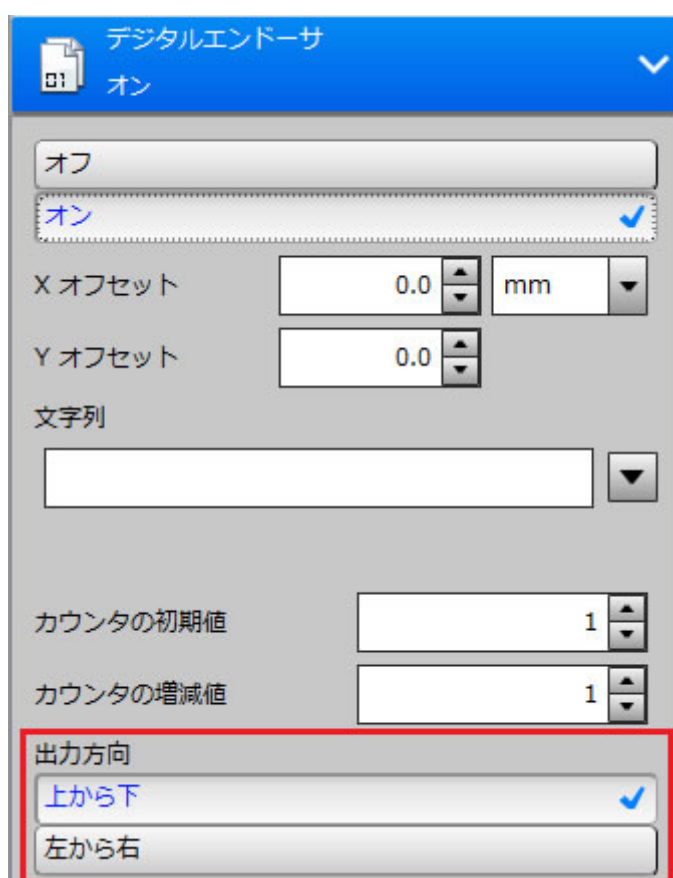 デジタルエンドーサ
オン
01
オフ
オン
X オフセット 0.0 mm
Y オフセット 0.0
文字列
カウンタの初期値 1
カウンタの増減値 1
出力方向
上から下
左から右